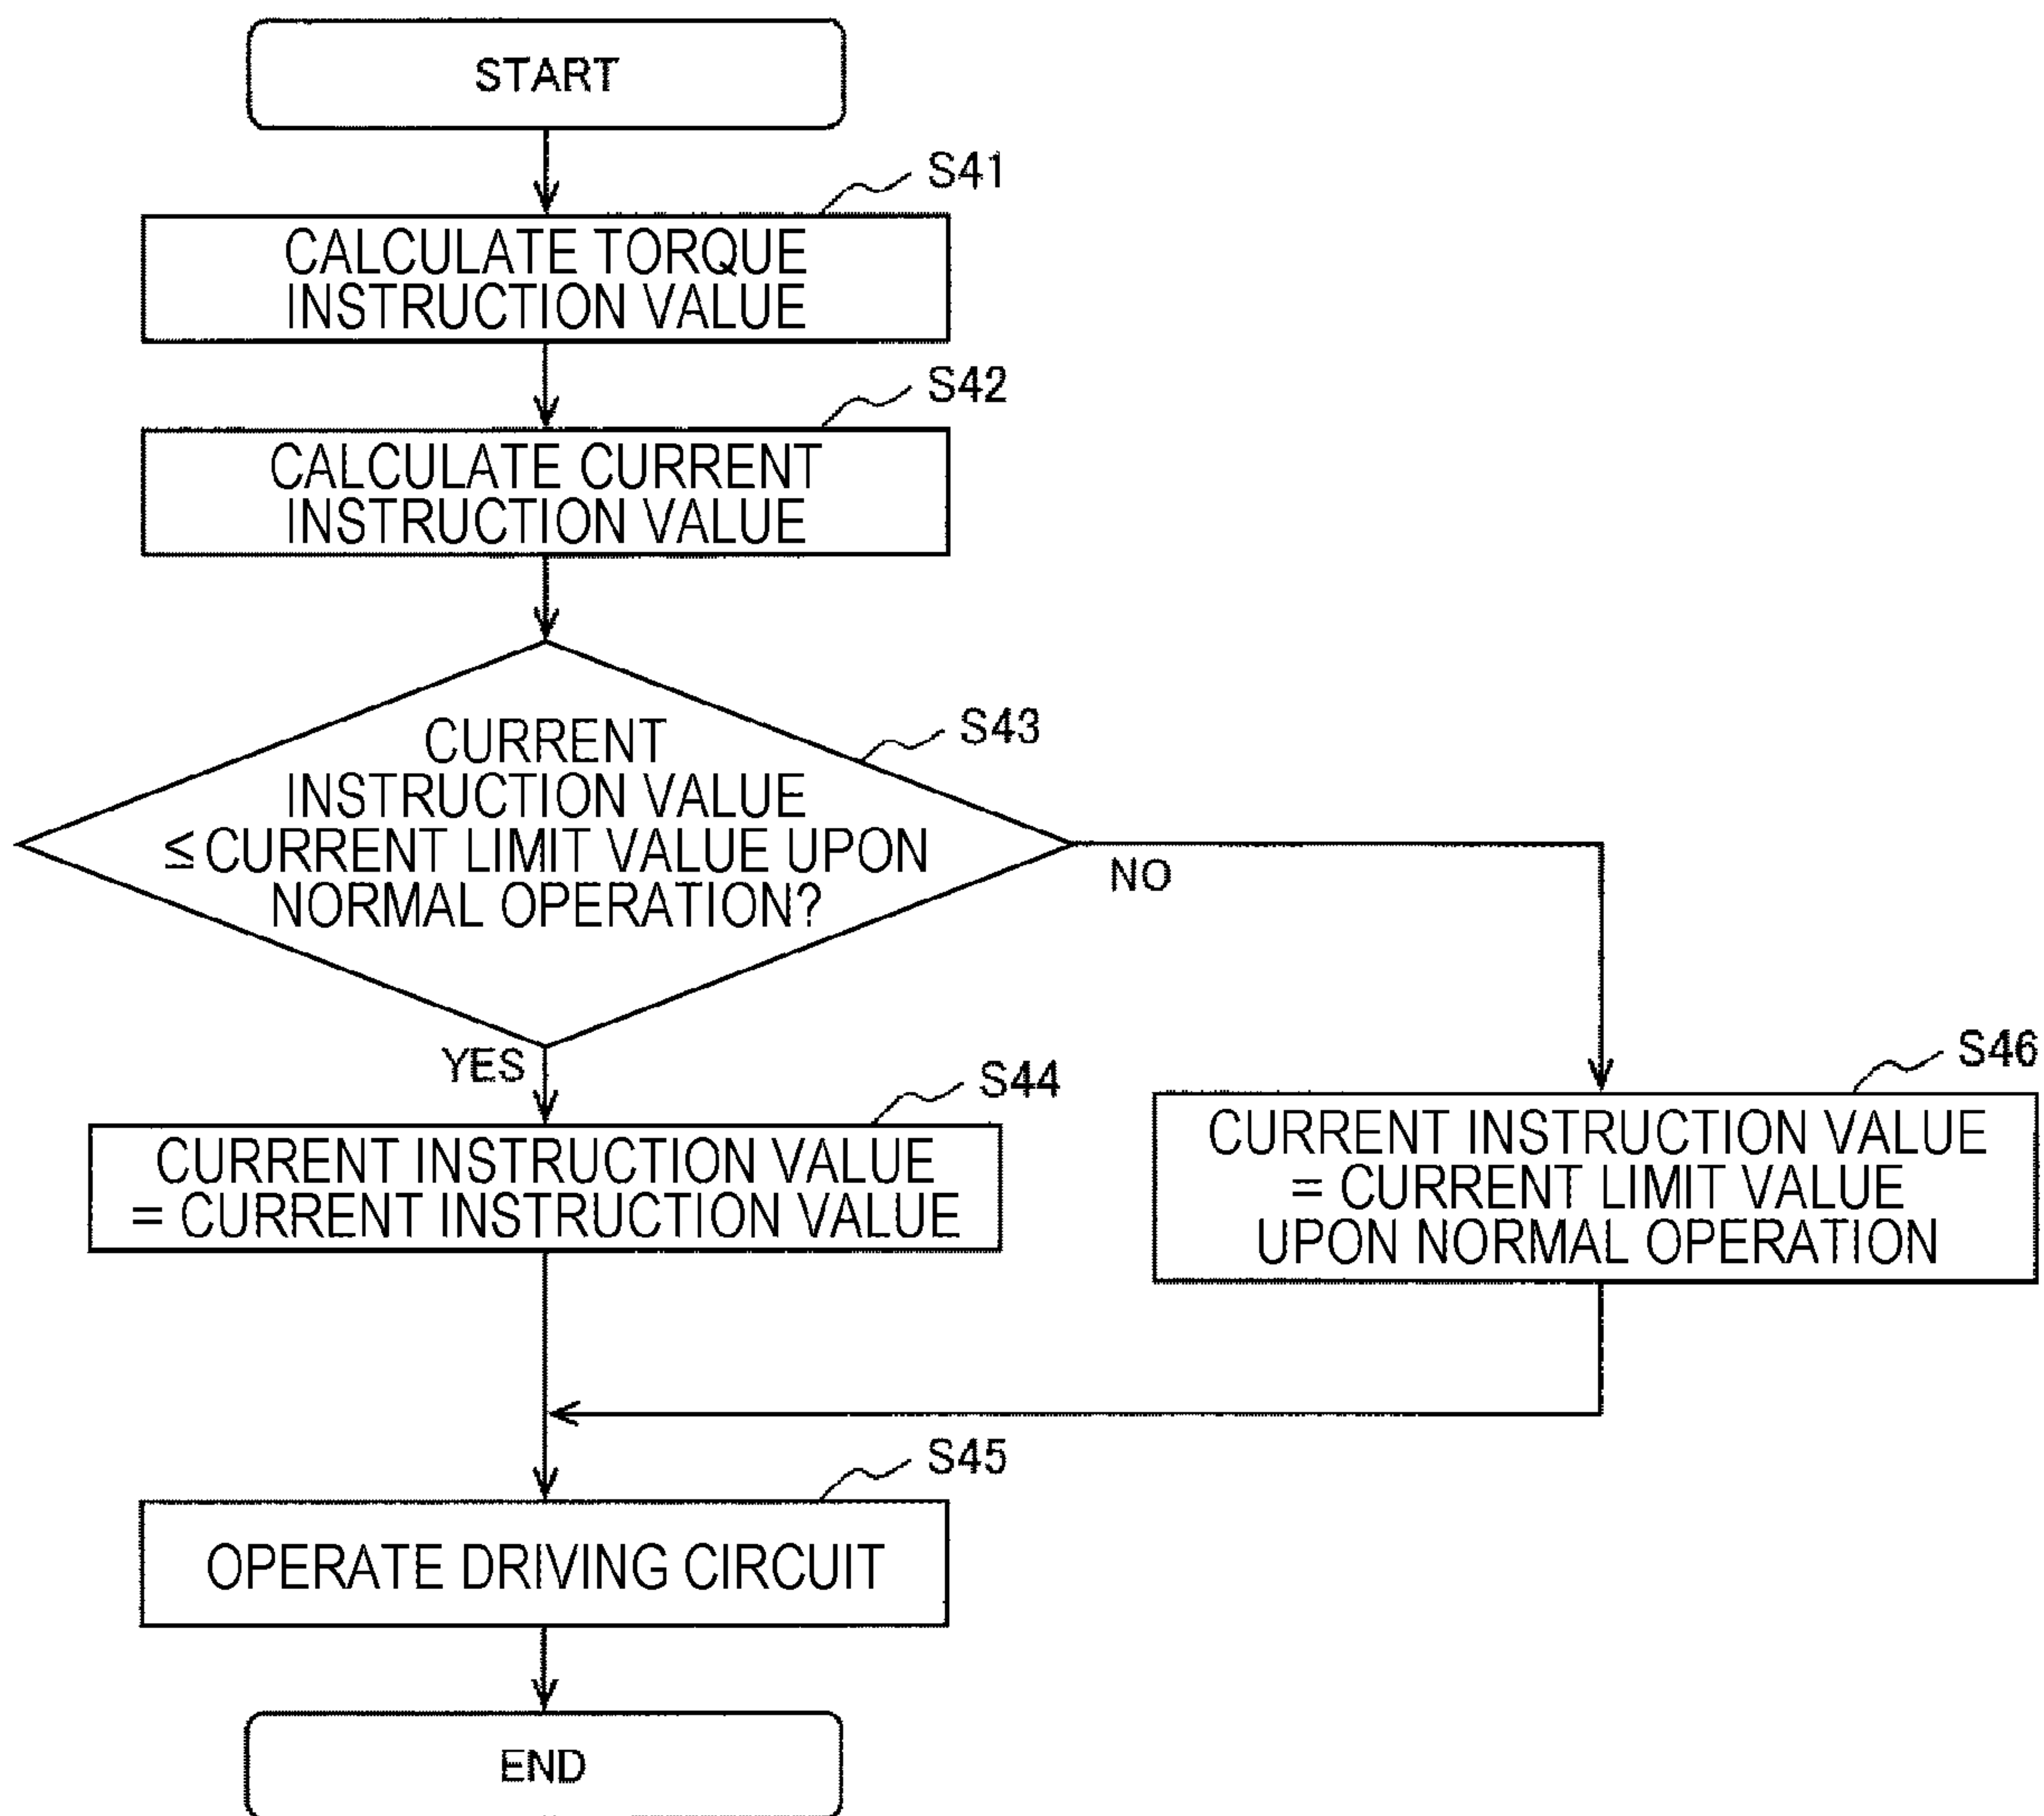 START
S41
CALCULATE TORQUE
INSTRUCTION VALUE
S42
CALCULATE CURRENT
INSTRUCTION VALUE
S43
CURRENT
INSTRUCTION VALUE
≤ CURRENT LIMIT VALUE UPON
NORMAL OPERATION?
NO
YES
S44
CURRENT INSTRUCTION VALUE
= CURRENT INSTRUCTION VALUE
S46
CURRENT INSTRUCTION VALUE
= CURRENT LIMIT VALUE
UPON NORMAL OPERATION
S45
OPERATE DRIVING CIRCUIT
END